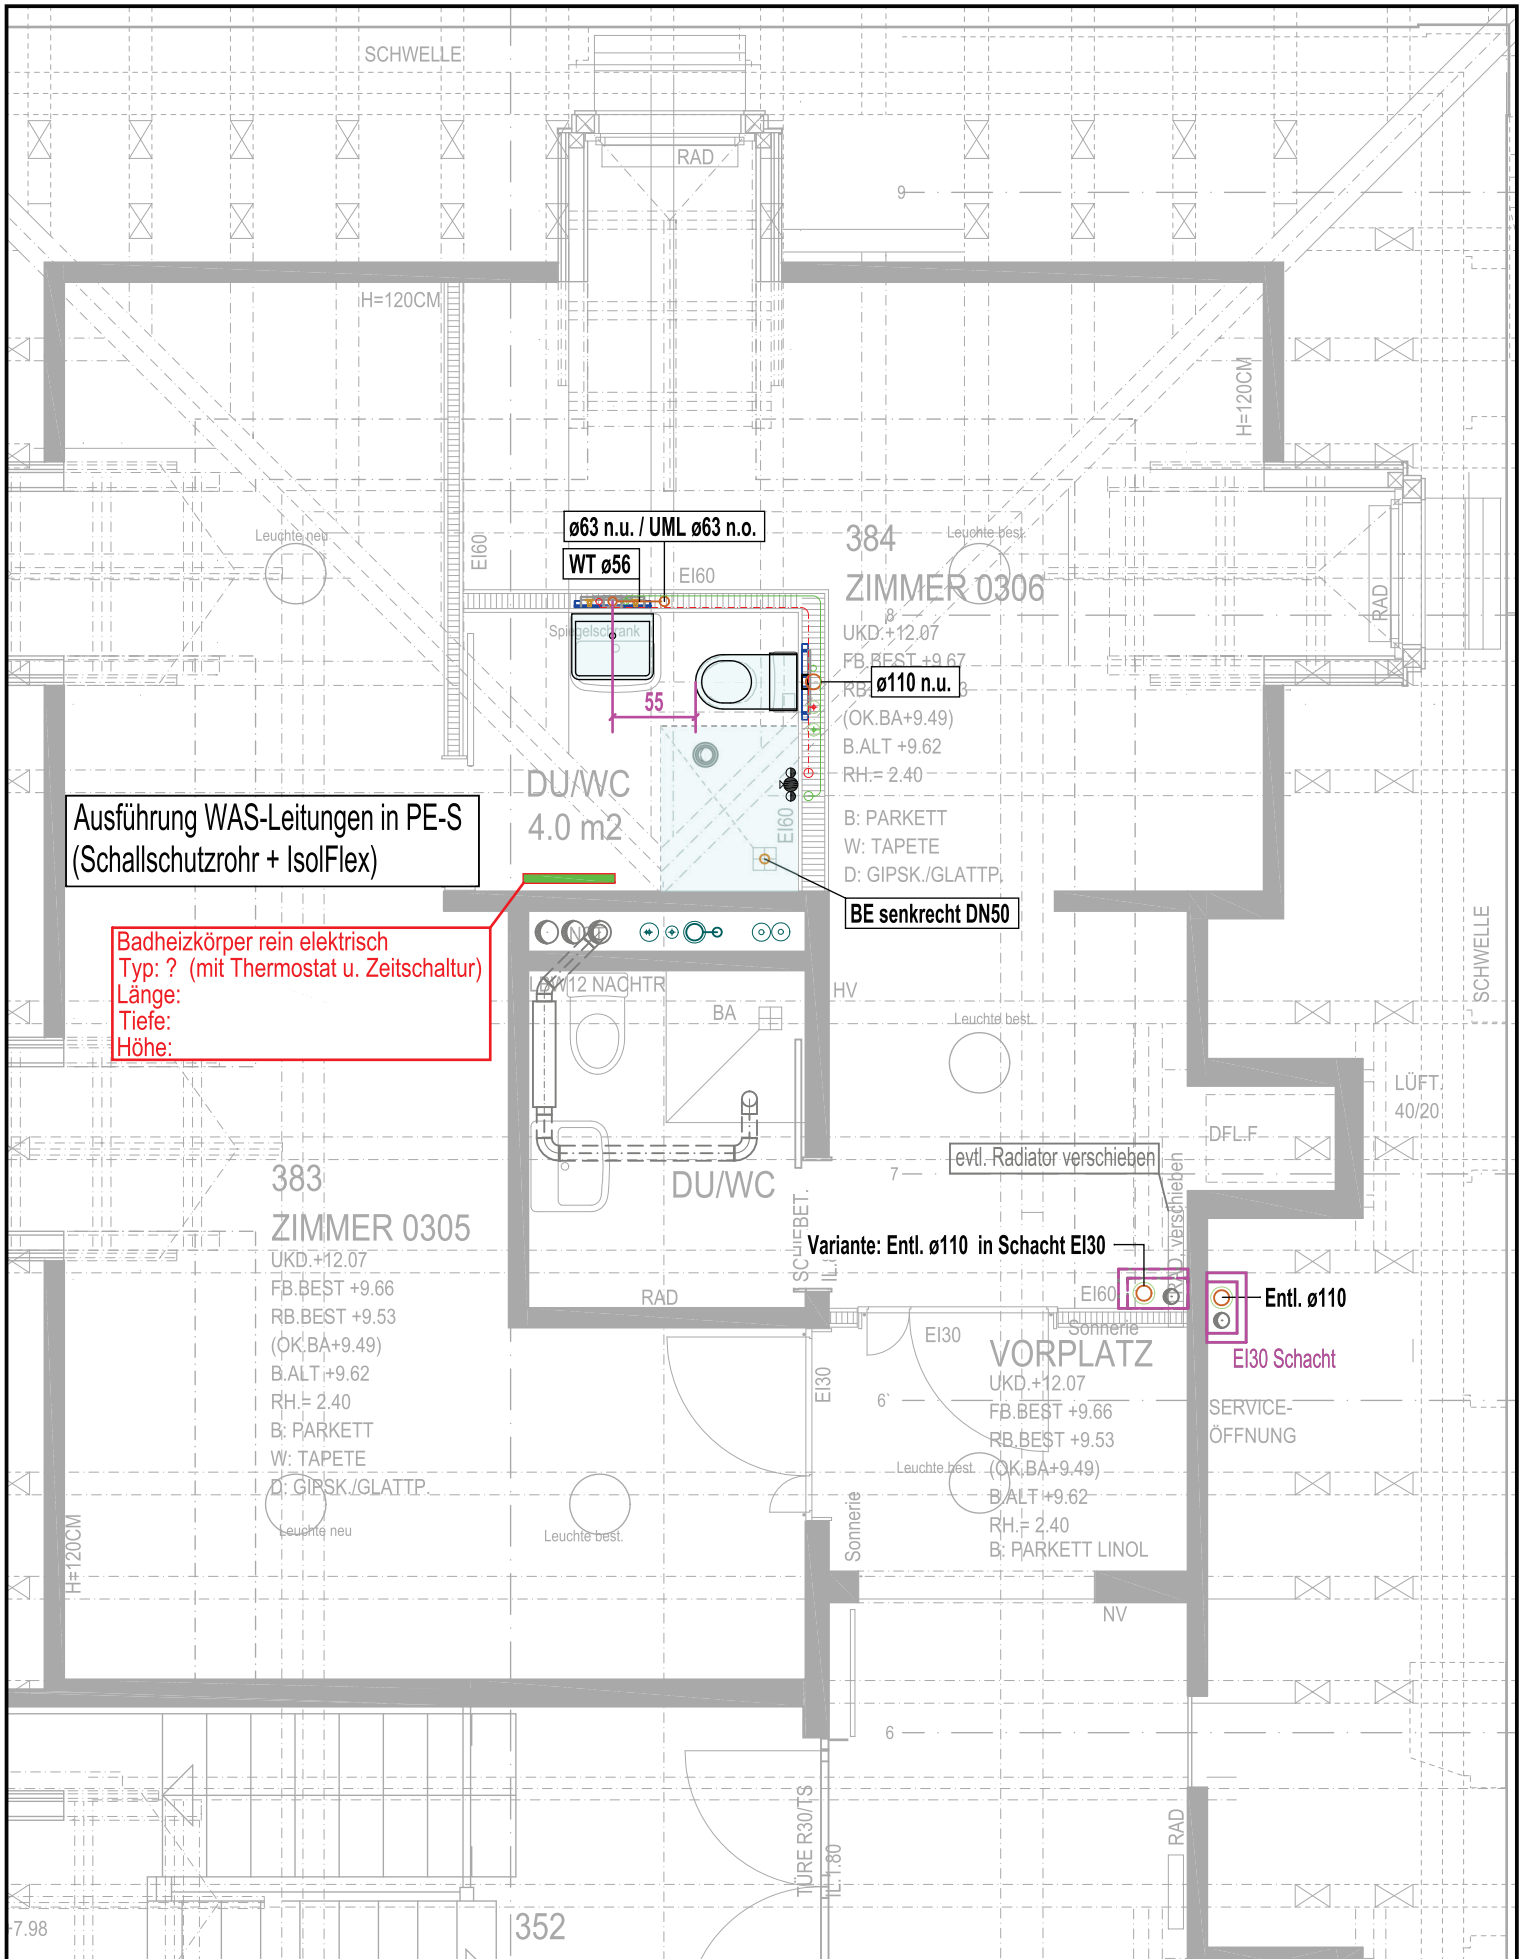 SCHWELLE
RAD
9
H=120CM
H=120CM
ø63 n.u. / UML ø63 n.o.
WT ø56
EI60
EI60
Leuchte neu
Leuchte best.
384
ZIMMER 0306
8
UKD.+12.07
FB.BEST +9.67
(OK.BA+9.49)
B.ALT +9.62
RH.= 2.40
B: PARKETT
W: TAPETE
D: GIPSK./GLATTP.
RAD
Spiegelschrank
ø110 n.u.
55
DU/WC
4.0 m2
EI60
Ausführung WAS-Leitungen in PE-S
(Schallschutzrohr + IsolFlex)
BE senkrecht DN50
Badheizkörper rein elektrisch
Typ: ? (mit Thermostat u. Zeitschaltur)
Länge:
Tiefe:
Höhe:
NACHTR
HV
BA
Leuchte best.
SCHWELLE
LÜFT.
40/20
DFL.F
evtl. Radiator verschieben
RAD, verschieben
7
383
ZIMMER 0305
UKD.+12.07
FB.BEST +9.66
RB.BEST +9.53
(OK.BA+9.49)
B.ALT +9.62
RH.= 2.40
B: PARKETT
W: TAPETE
D: GIPSK./GLATTP.
DU/WC
SCHIEBET.
Variante: Entl. ø110 in Schacht EI30
EI60
Entl. ø110
EI30 Schacht
RAD
EI30
EI30
Sonnerie
VORPLATZ
UKD.+12.07
FB.BEST +9.66
RB.BEST +9.53
(OK.BA+9.49)
B.ALT +9.62
RH.= 2.40
B: PARKETT LINOL
6`
SERVICE-
ÖFFNUNG
Leuchte best.
Sonnerie
Leuchte neu
Leuchte best.
H=120CM
NV
6
TÜRE R30/TS
IL.1.80
RAD
352